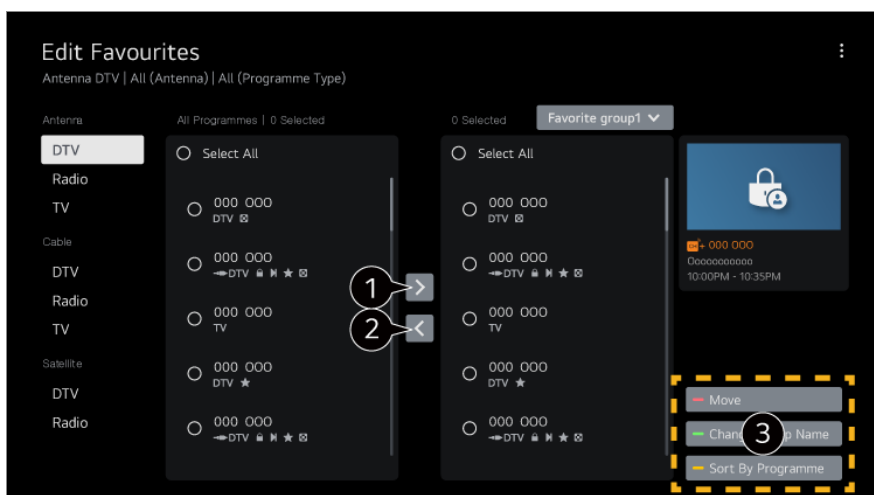 Edit Favourites
Antenna DTV | All (Antenna) | All (Programme Type)
Antenna
DTV
Radio
TV
Cable
DTV
Radio
TV
Satellite
DTV
Radio
All Programmes | 0 Selected
Select All
000 000
DTV
000 000
DTV
000 000
TV
000 000
DTV
000 000
DTV
1
2
0 Selected
Favorite group1
Select All
000 000
DTV
000 000
DTV
000 000
TV
000 000
DTV
000 000
DTV
000 000
Ooooooooooo
10:00PM - 10:35PM
Move
3
Name
Sort By Programme